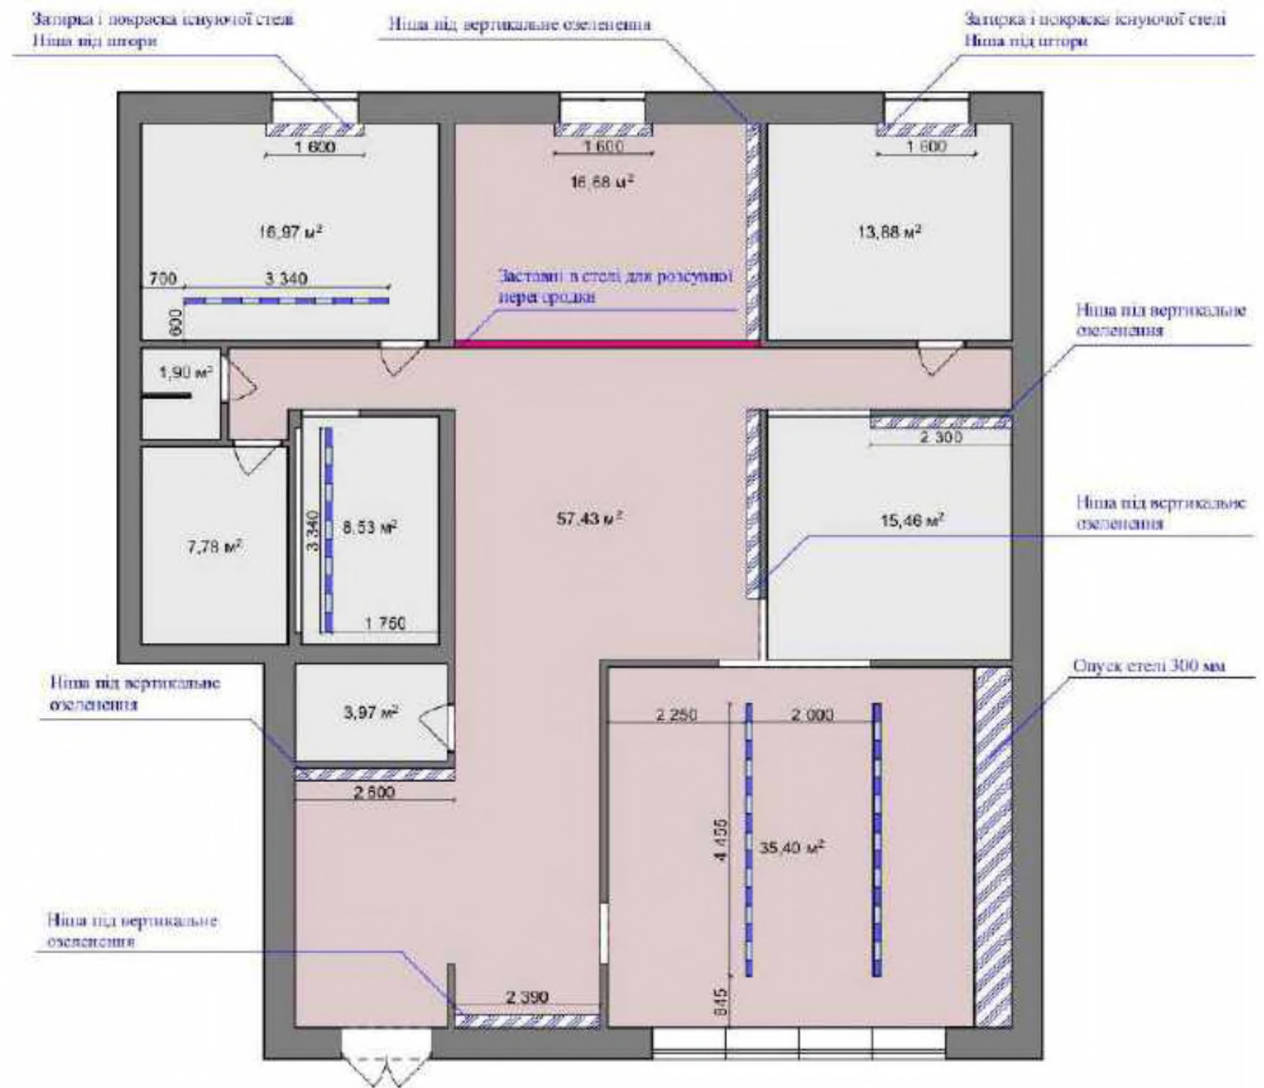 Затирка і покраска існуючої стелі
Ніша під штори
Ніша під вертикальне озеленення
Затирка і покраска існуючої стелі
Ніша під штори
1 600
1 600
1 600
16,68 м²
16,97 м²
13,88 м²
700
3 340
600
Заставні в стелі для розсувної
перегородки
Ніша під вертикальне
озеленення
1,90 м²
2 300
3 340
8,53 м²
57,43 м²
15,46 м²
7,78 м²
Ніша під вертикальне
озеленення
1 750
Опуск стелі 300 мм
Ніша під вертикальне
озеленення
3,97 м²
2 250
2 000
2 600
4 455
35,40 м²
Ніша під вертикальне
озеленення
2 390
845